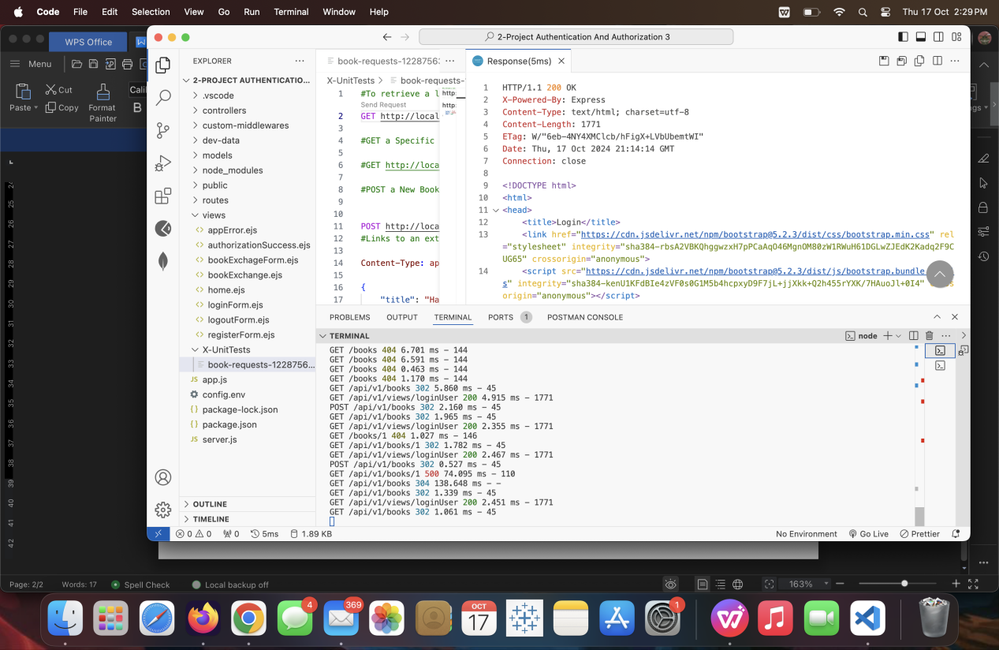 Code File Edit Selection View Go Run Terminal Window Help
Thu 17 Oct 2:29 PM
WPS Office
Menu
Paste
Cut
Copy
Format
Painter
Cali
B
2-Project Authentication And Authorization 3
EXPLORER
2-PROJECT AUTHENTICATIO...
.vscode
controllers
custom-middlewares
dev-data
models
node_modules
public
routes
views
appError.ejs
authorizationSuccess.ejs
bookExchageForm.ejs
bookExchange.ejs
home.ejs
loginForm.ejs
logoutForm.ejs
registerForm.ejs
X-UnitTests
book-requests-1228756...
JS app.js
config.env
package-lock.json
package.json
JS server.js
OUTLINE
TIMELINE
book-requests-12287563
X-UnitTests > book-requests-
1 #To retrieve a l
Send Request
2 GET http://local
3
4 #GET a Specific
5
6 #GET http://loca
7
8 #POST a New Book
9
10
11 POST http://loca
12 #Links to an ext
13
14 Content-Type: ap
15
16 {
17 "title": "Ha
Response(5ms)
1 HTTP/1.1 200 OK
2 X-Powered-By: Express
3 Content-Type: text/html; charset=utf-8
4 Content-Length: 1771
5 ETag: W/"6eb-4NY4XMClcb/hFigX+LVbUbemtWI"
6 Date: Thu, 17 Oct 2024 21:14:14 GMT
7 Connection: close
8
9 <!DOCTYPE html>
10 <html>
11 <head>
12 <title>Login</title>
13 <link href="https://cdn.jsdelivr.net/npm/bootstrap@5.2.3/dist/css/bootstrap.min.css" rel
="stylesheet" integrity="sha384-rbsA2VBKQhggwzxH7pPCaAqO46MgnOM80zW1RWuH61DGLwZJEdK2Kadq2F9C
UG65" crossorigin="anonymous">
14 <script src="https://cdn.jsdelivr.net/npm/bootstrap@5.2.3/dist/js/bootstrap.bundle.
s" integrity="sha384-kenU1KFdBIe4zVF0s0G1M5b4hcpxyD9F7jL+jjXkk+Q2h455rYXK/7HAuoJl+0I4"
origin="anonymous"></script>
PROBLEMS OUTPUT TERMINAL PORTS 1 POSTMAN CONSOLE
TERMINAL
node
GET /books 404 6.701 ms - 144
GET /books 404 6.591 ms - 144
GET /books 404 0.463 ms - 144
GET /books 404 1.170 ms - 144
GET /api/v1/books 302 5.860 ms - 45
GET /api/v1/views/loginUser 200 4.915 ms - 1771
POST /api/v1/books 302 2.160 ms - 45
GET /api/v1/books 302 1.965 ms - 45
GET /api/v1/views/loginUser 200 2.355 ms - 1771
GET /books/1 404 1.027 ms - 146
GET /api/v1/books/1 302 1.782 ms - 45
GET /api/v1/views/loginUser 200 2.467 ms - 1771
POST /api/v1/books 302 0.527 ms - 45
GET /api/v1/books/1 500 74.095 ms - 110
GET /api/v1/books 304 138.648 ms - -
GET /api/v1/books 302 1.339 ms - 45
GET /api/v1/views/loginUser 200 2.451 ms - 1771
GET /api/v1/books 302 1.061 ms - 45
0 0 0 5ms 1.89 KB
No Environment Go Live Prettier
Page: 2/2 Words: 17 Spell Check Local backup off
163%
4
369
OCT
17
1